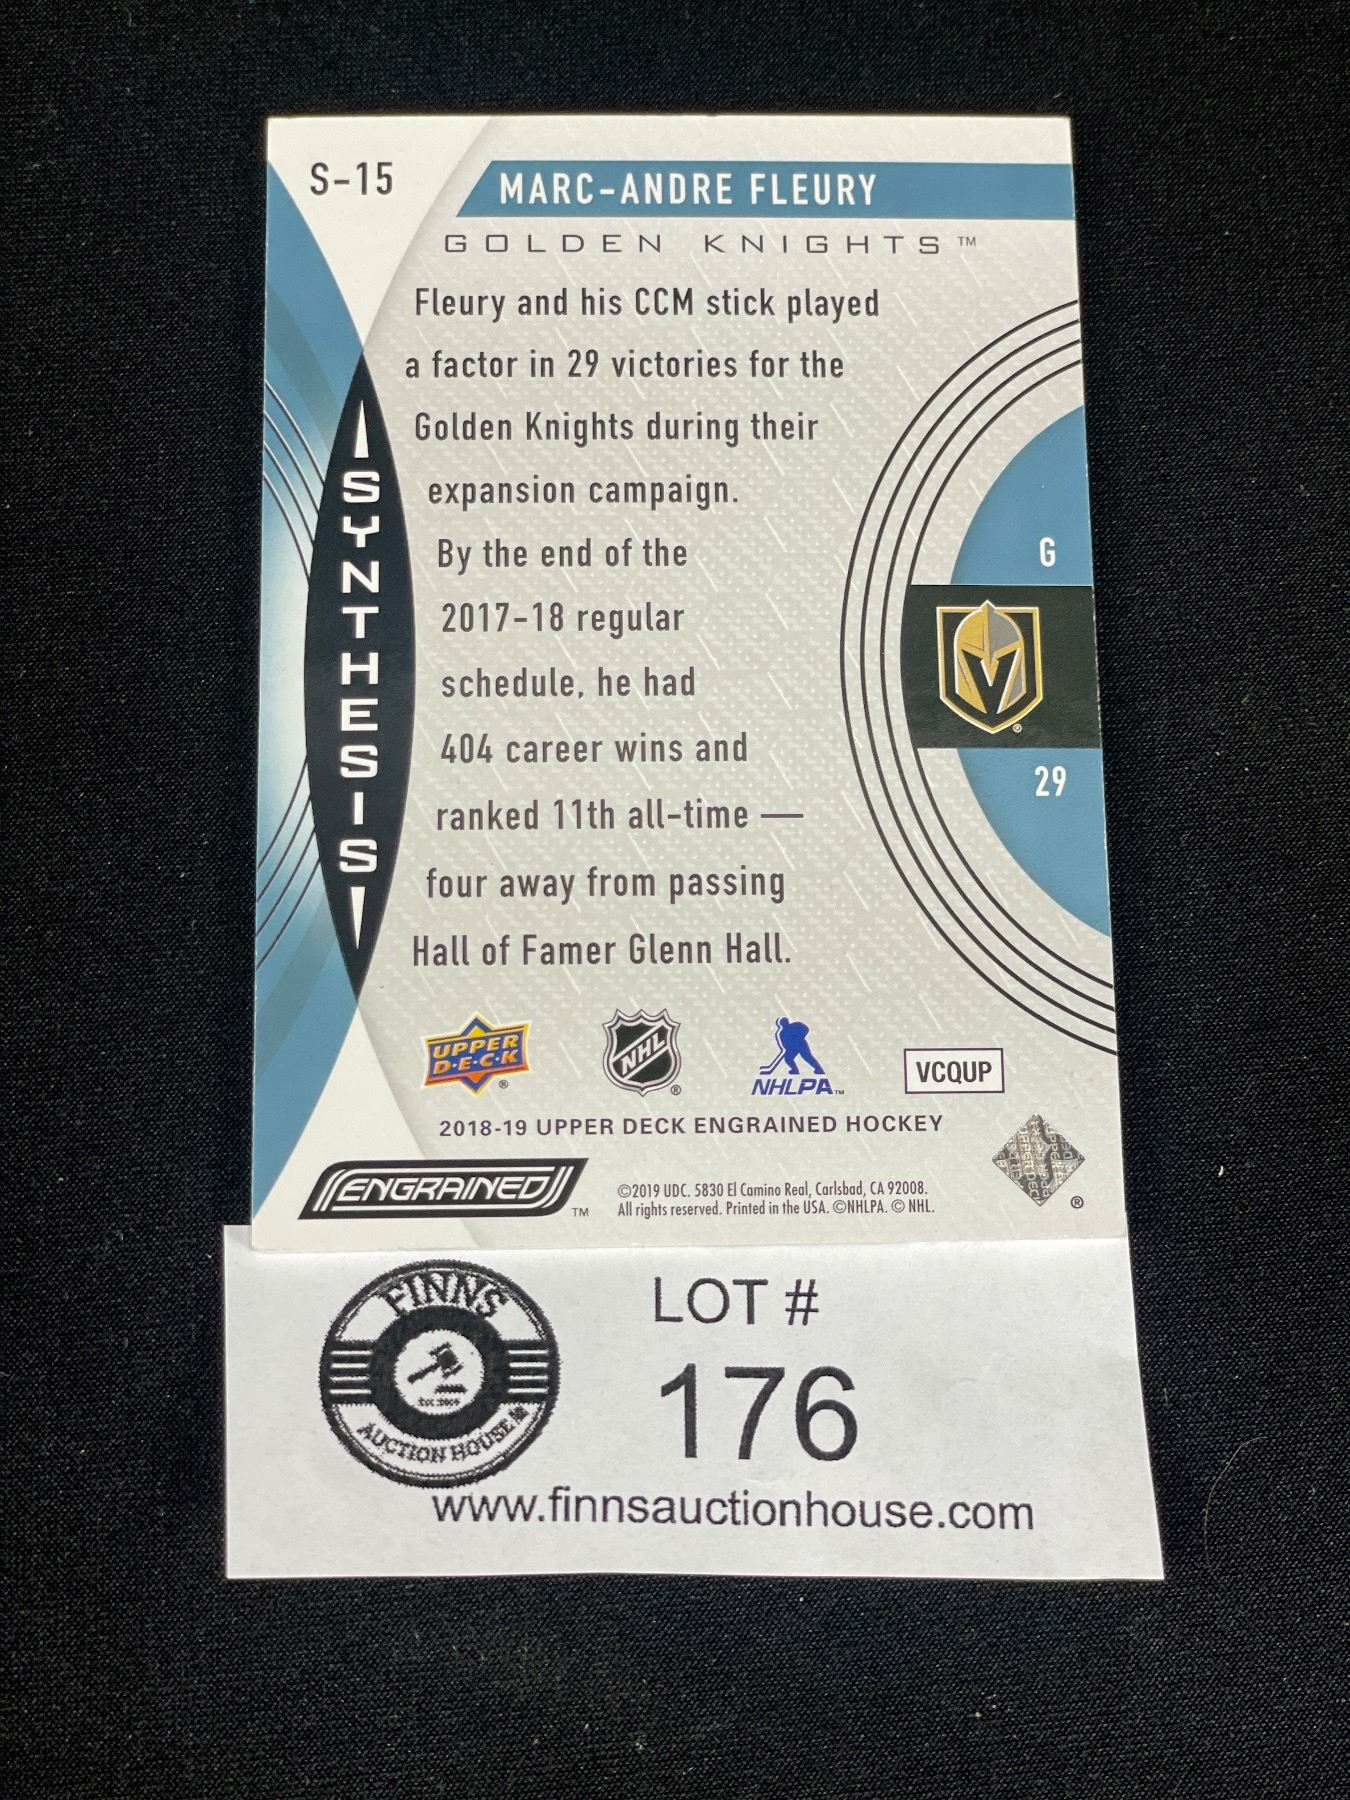 S-15
MARC-ANDRE FLEURY
GOLDEN KNIGHTS™
Fleury and his CCM stick played
a factor in 29 victories for the
Golden Knights during their
expansion campaign.
By the end of the
2017-18 regular
schedule, he had
404 career wins and
ranked 11th all-time —
four away from passing
Hall of Famer Glenn Hall.
SYNTHESIS
G
®
29
UPPER
D·E·C·K
®
NHL
®
NHLPA™
VCQUP
2018-19 UPPER DECK ENGRAINED HOCKEY
ENGRAINED™
©2019 UDC. 5830 El Camino Real, Carlsbad, CA 92008.
All rights reserved. Printed in the USA. ©NHLPA. © NHL.
®
FINNS
AUCTION HOUSE
LOT #
176
www.finnsauctionhouse.com